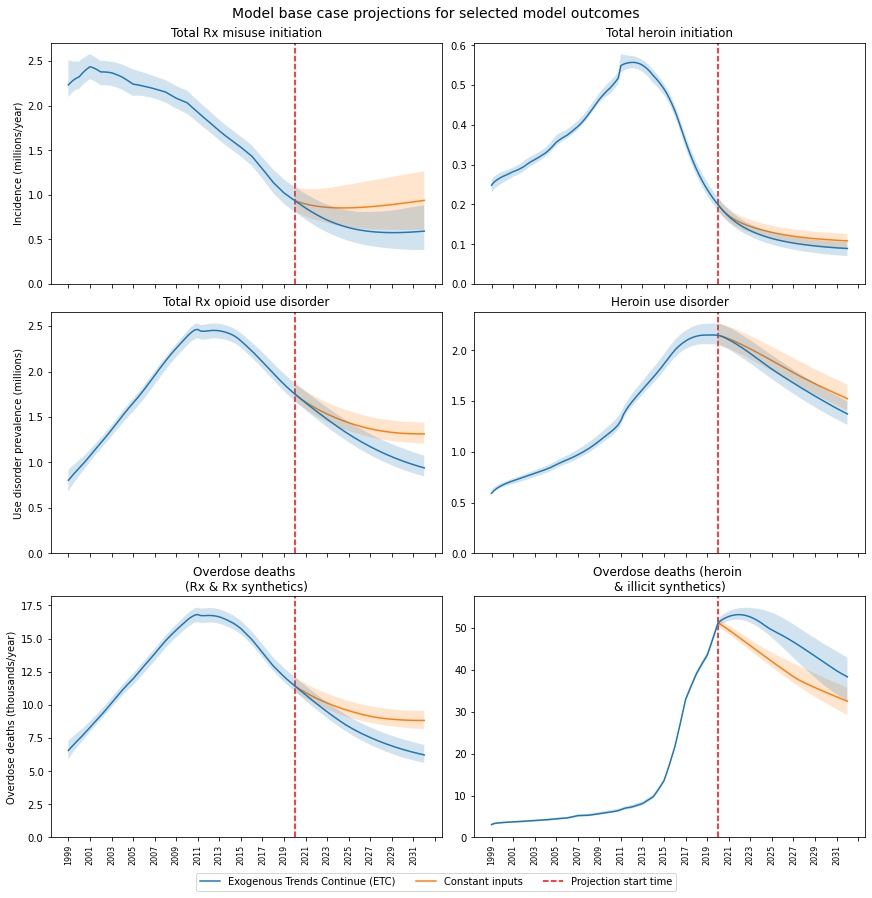 Model base case projections for selected model outcomes
Total Rx misuse initiation
Total heroin initiation
Incidence (millions/year)
2.5
2.0
1.5
1.0
0.5
0.0
0.6
0.5
0.4
0.3
0.2
0.1
0.0
Total Rx opioid use disorder
Heroin use disorder
Use disorder prevalence (millions)
2.5
2.0
1.5
1.0
0.5
0.0
2.0
1.5
1.0
0.5
0.0
Overdose deaths
(Rx & Rx synthetics)
Overdose deaths (heroin
& illicit synthetics)
Overdose deaths (thousands/year)
17.5
15.0
12.5
10.0
7.5
5.0
2.5
0.0
50
40
30
20
10
0
1999 2001 2003 2005 2007 2009 2011 2013 2015 2017 2019 2021 2023 2025 2027 2029 2031
1999 2001 2003 2005 2007 2009 2011 2013 2015 2017 2019 2021 2023 2025 2027 2029 2031
Exogenous Trends Continue (ETC) Constant inputs Projection start time